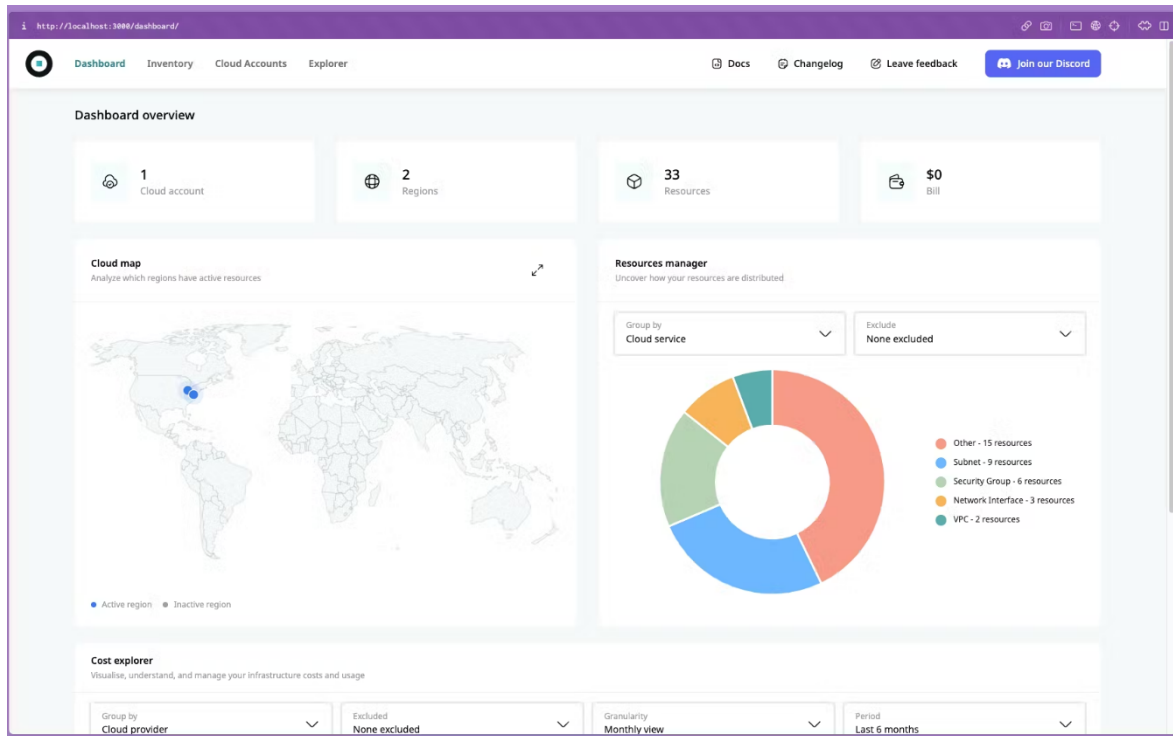 i http://localhost:3000/dashboard/
Dashboard Inventory Cloud Accounts Explorer Docs Changelog Leave feedback Join our Discord
Dashboard overview
1
Cloud account
2
Regions
33
Resources
$0
Bill
Cloud map
Analyze which regions have active resources
Active region Inactive region
Resources manager
Uncover how your resources are distributed
Group by
Cloud service
Exclude
None excluded
Other - 15 resources
Subnet - 9 resources
Security Group - 6 resources
Network Interface - 3 resources
VPC - 2 resources
Cost explorer
Visualise, understand, and manage your infrastructure costs and usage
Group by
Cloud provider
Excluded
None excluded
Granularity
Monthly view
Period
Last 6 months